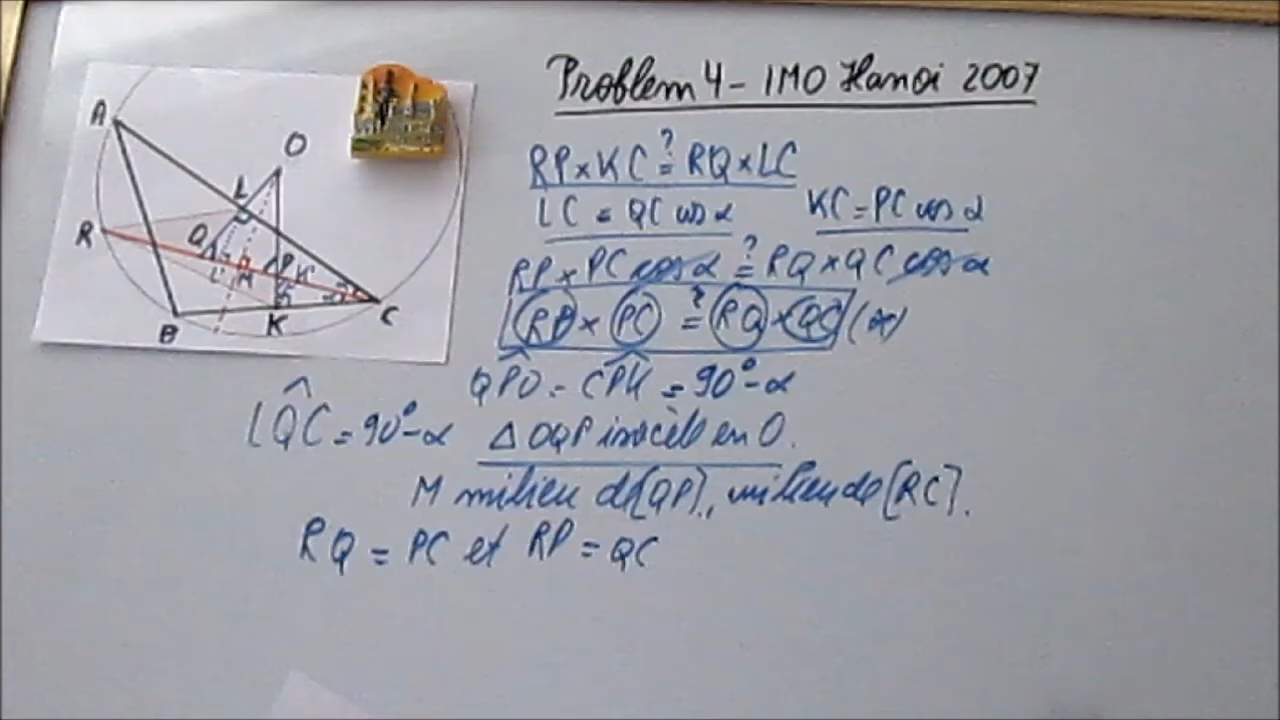 Problem 4 - IMO Hanoi 2007
RP × KC ?= RQ × LC
LC = QC cos α KC = PC cos α
RP × PC cos α ?= RQ × QC cos α
RP × PC ?= RQ × QC (*)
QPO = CPK = 90° - α
LQC = 90° - α Δ OQP isocèle en O.
M milieu de [QP], milieu de [RC].
RQ = PC et RP = QC
A
O
L
R
Q
P
K'
L'
M
B
K
C